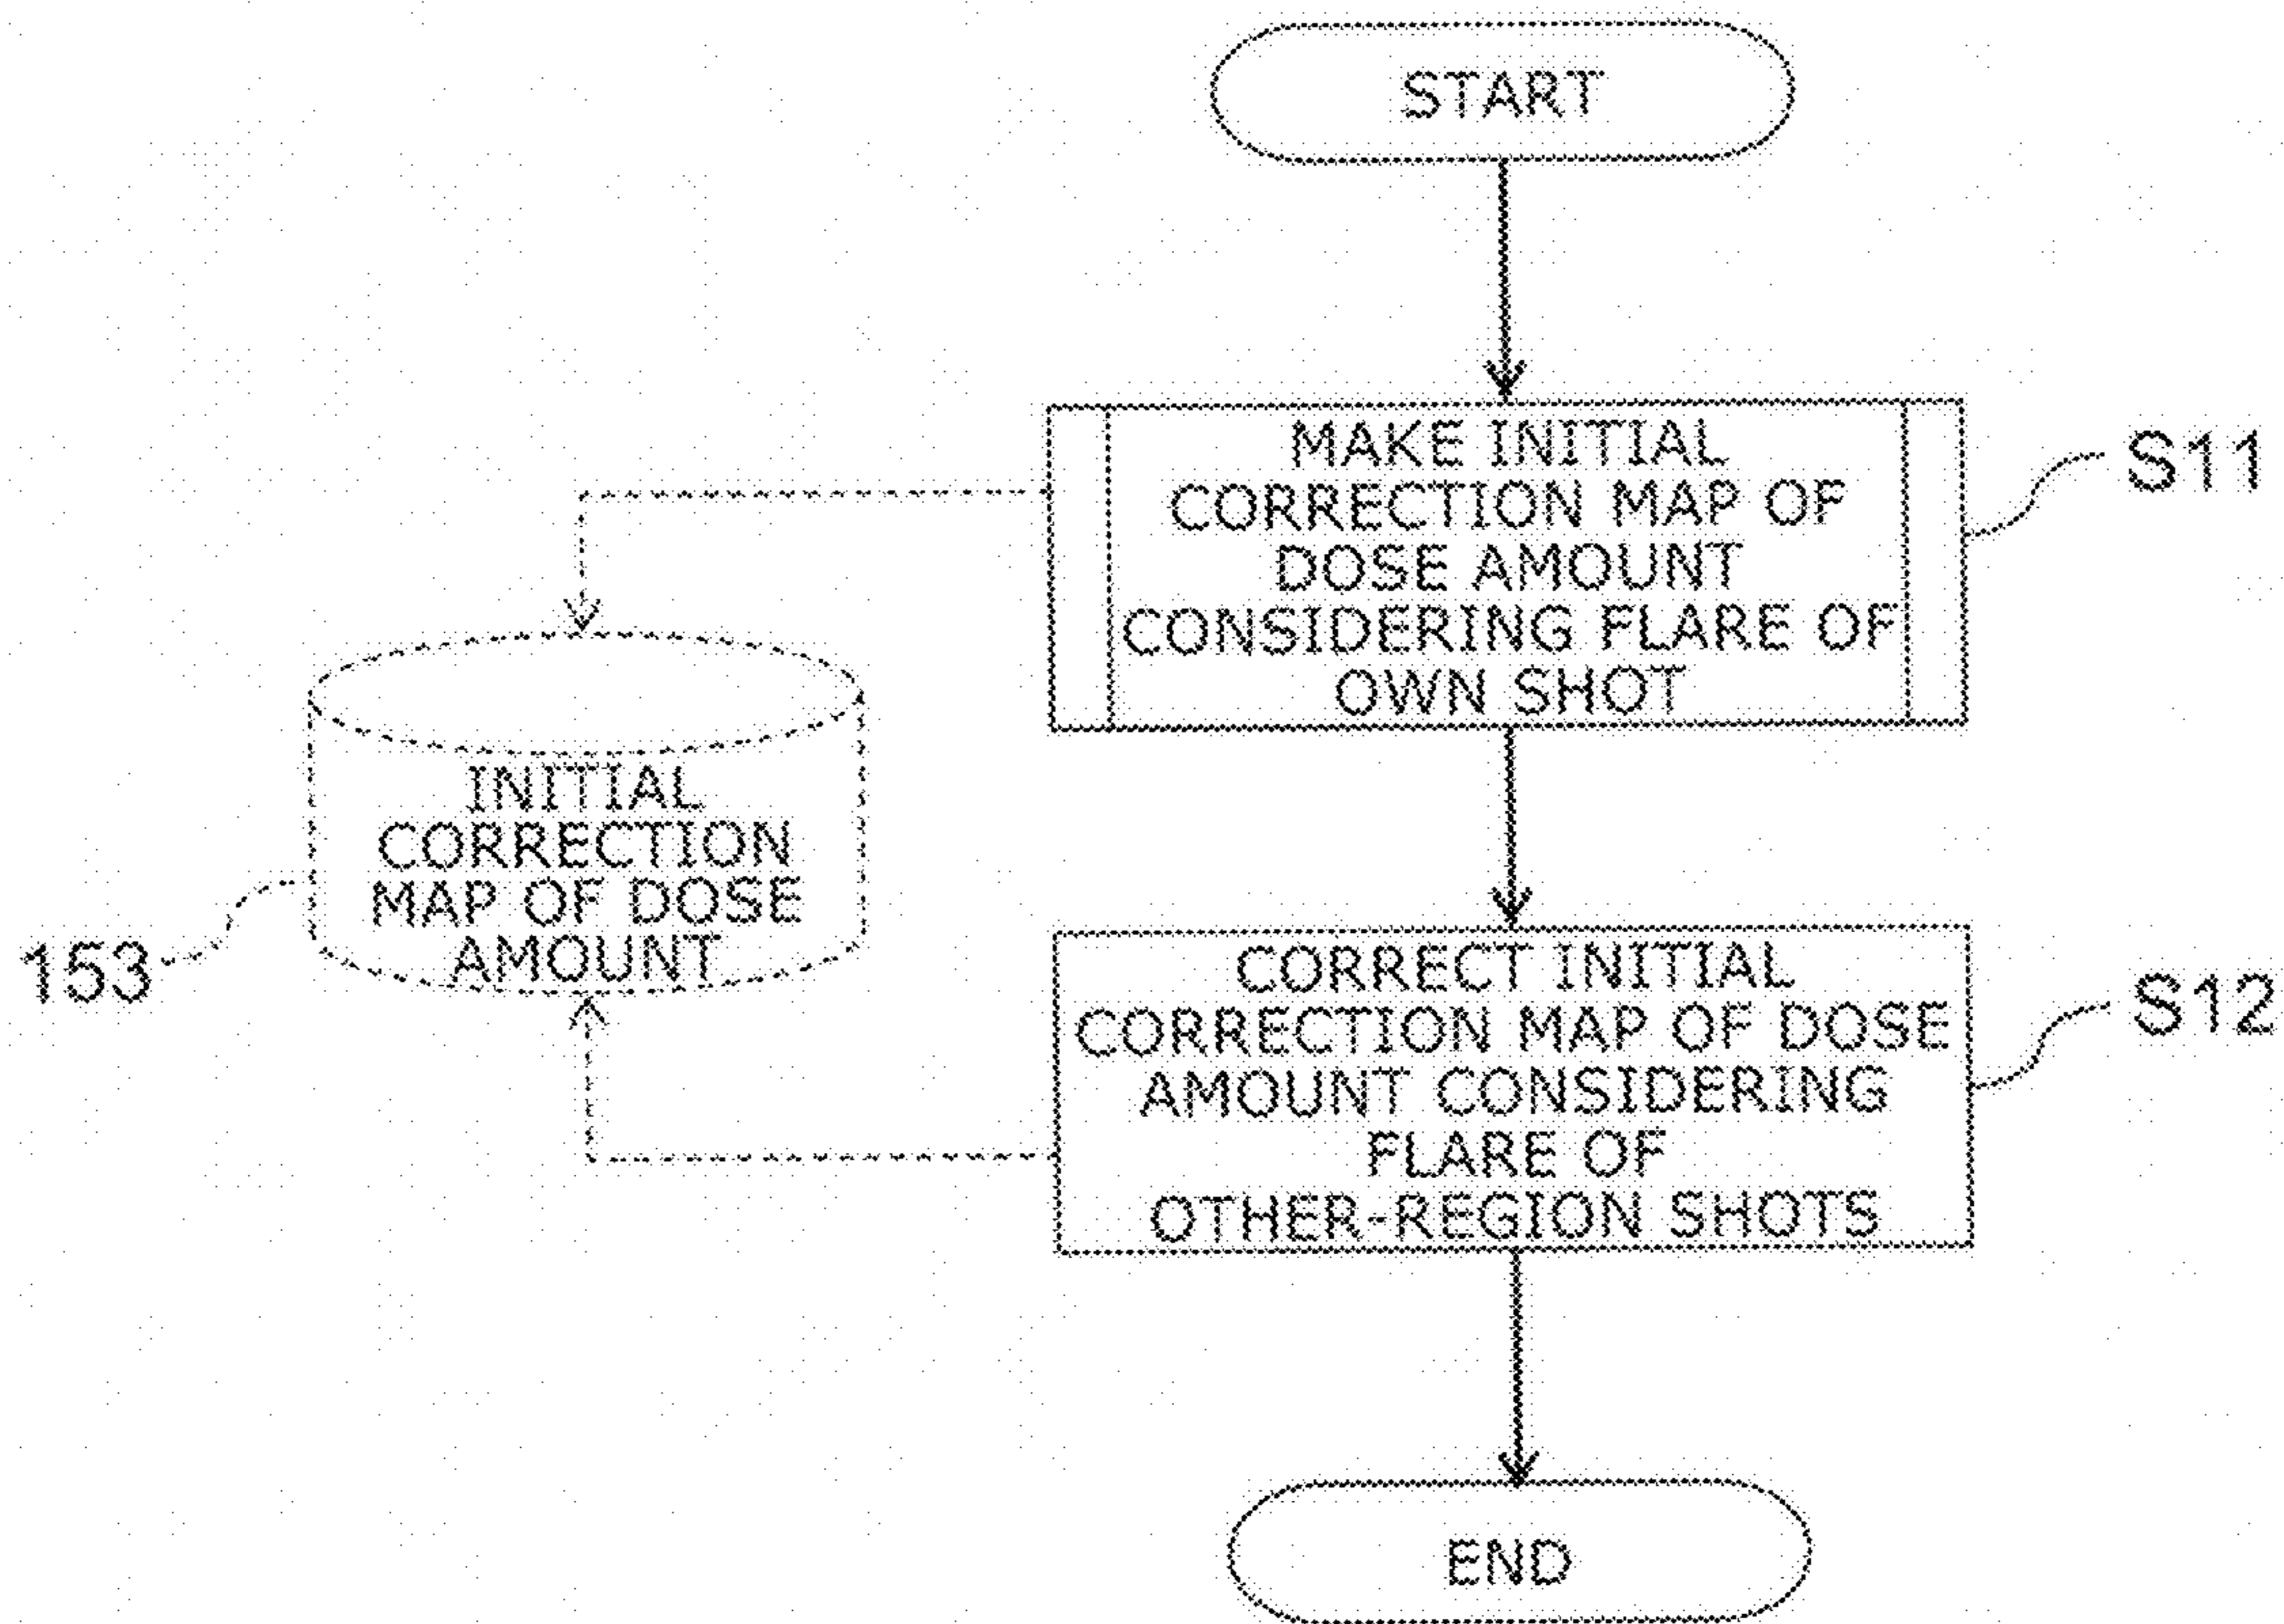 START
MAKE INITIAL
CORRECTION MAP OF
DOSE AMOUNT
CONSIDERING FLARE OF
OWN SHOT
S11
INITIAL
CORRECTION
MAP OF DOSE
AMOUNT
153
CORRECT INITIAL
CORRECTION MAP OF DOSE
AMOUNT CONSIDERING
FLARE OF
OTHER-REGION SHOTS
S12
END